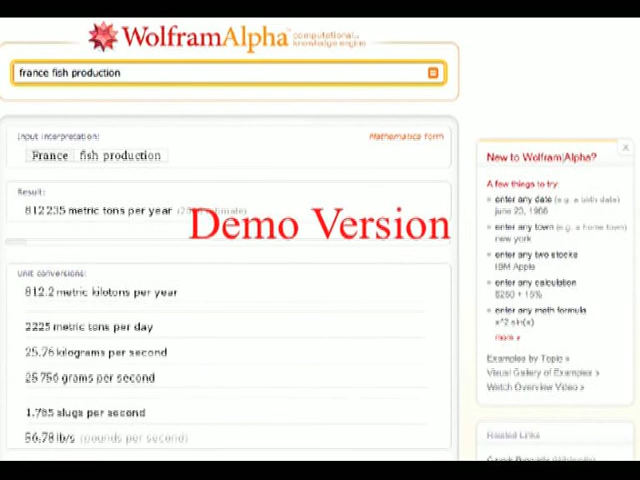 WolframAlpha computational knowledge engine
france fish production
Input interpretation:
Mathematica form
France fish production
Result:
812 235 metric tons per year
Demo Version
Unit conversions:
812.2 metric kilotons per year
2225 metric tons per day
25.76 kilograms per second
25 756 grams per second
1.765 slugs per second
56.78 lb/s (pounds per second)
New to Wolfram|Alpha?
A few things to try:
enter any date (e.g. a birth date)
june 23, 1988
enter any town (e.g. a home town)
new york
enter any two stocks
IBM Apple
enter any calculation
$250 + 15%
enter any math formula
x^2 sin(x)
more »
Examples by Topic »
Visual Gallery of Examples »
Watch Overview Video »
Related Links